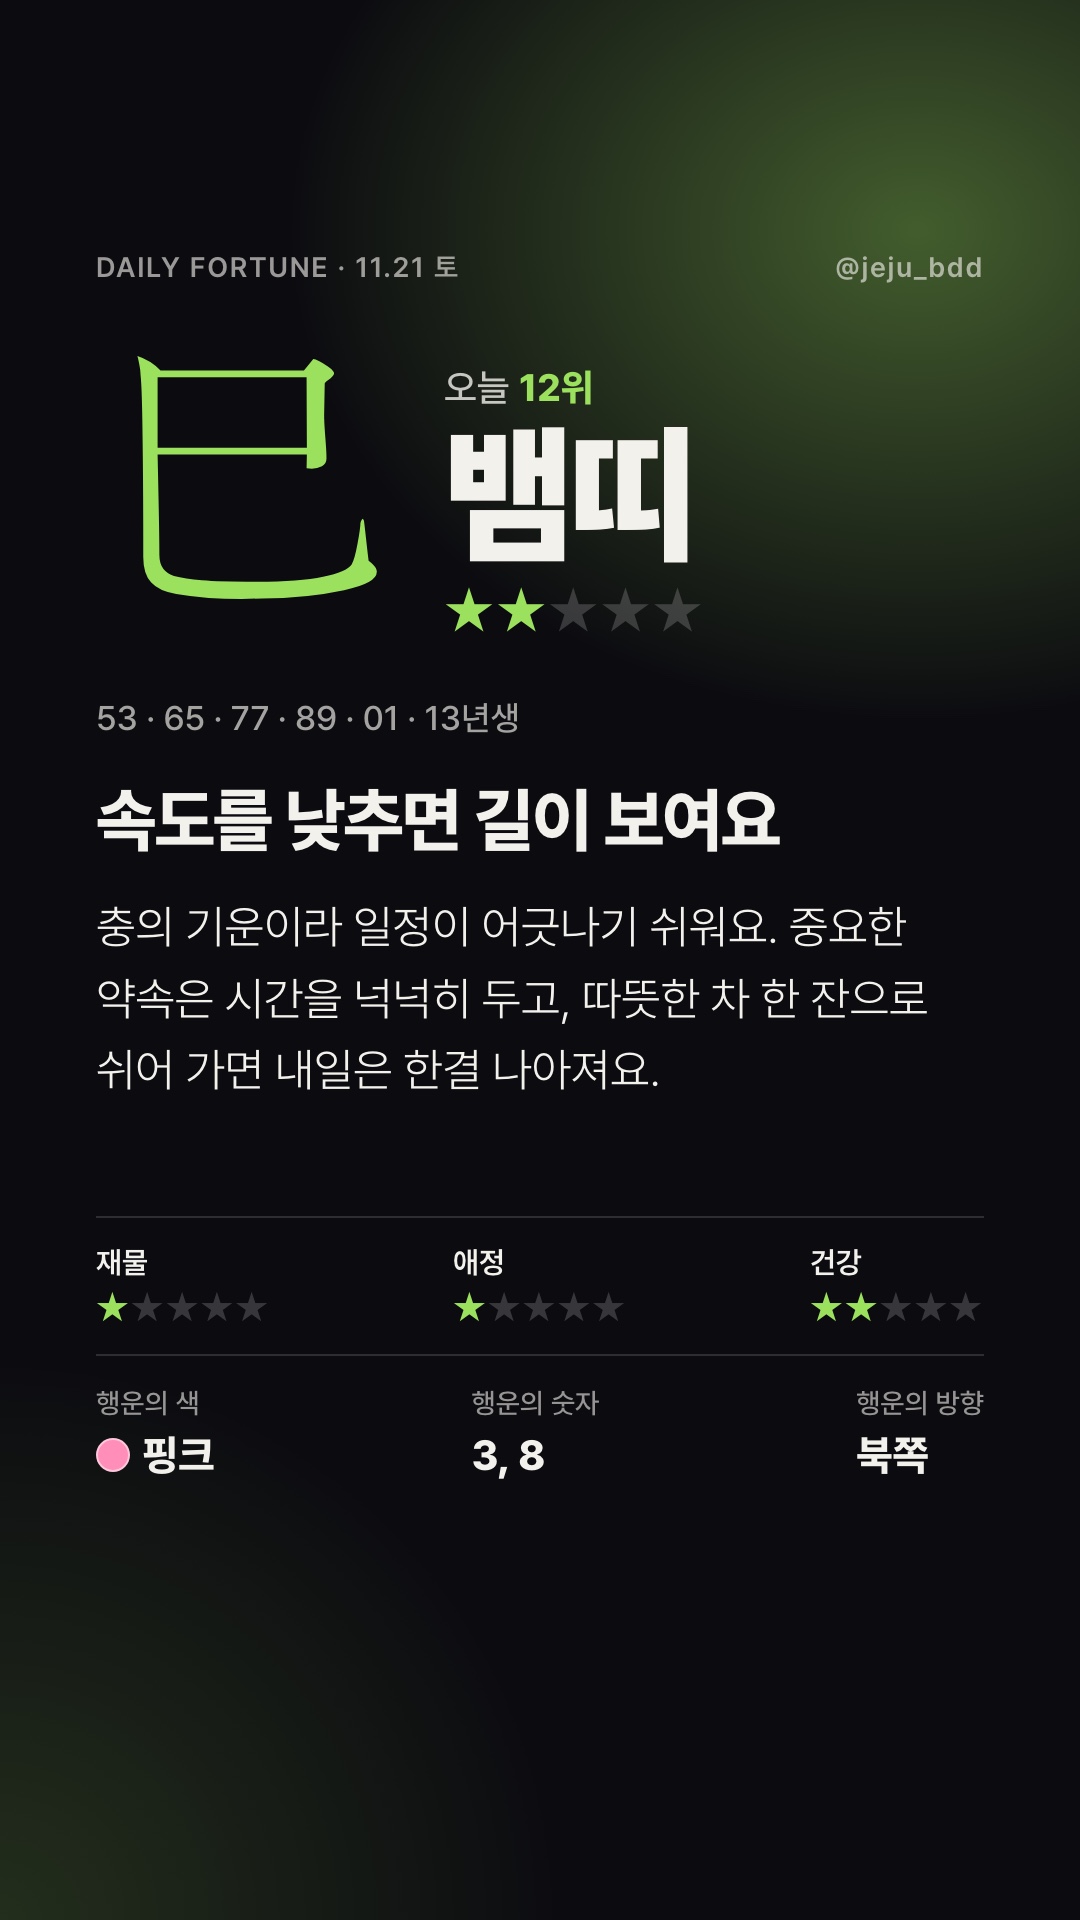 DAILY FORTUNE · 11.21 토
@jeju_bdd
巳
오늘 12위
뱀띠
★★★★★
53 · 65 · 77 · 89 · 01 · 13년생
속도를 낮추면 길이 보여요
충의 기운이라 일정이 어긋나기 쉬워요. 중요한
약속은 시간을 넉넉히 두고, 따뜻한 차 한 잔으로
쉬어 가면 내일은 한결 나아져요.
재물 애정 건강
★★★★★ ★★★★★ ★★★★★
행운의 색 행운의 숫자 행운의 방향
핑크 3, 8 북쪽